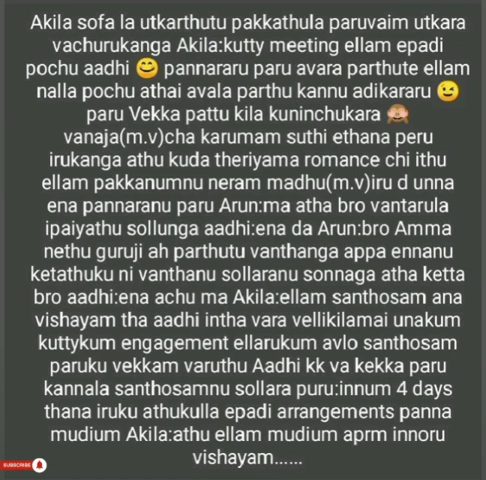 Akila sofa la utkarthutu pakkathula paruvaim utkara
vachurukanga Akila:kutty meeting ellam epadi
pochu aadhi 😊 pannararu paru avara parthute ellam
nalla pochu athai avala parthu kannu adikararu 😉
paru Vekka pattu kila kuninchukara 🙈
vanaja(m.v)cha karumam suthi ethana peru
irukanga athu kuda theriyama romance chi ithu
ellam pakkanumnu neram madhu(m.v)iru d unna
ena pannaranu paru Arun:ma atha bro vantarula
ipaiyathu sollunga aadhi:ena da Arun:bro Amma
nethu guruji ah parthutu vanthanga appa ennanu
ketathuku ni vanthanu sollaranu sonnaga atha ketta
bro aadhi:ena achu ma Akila:ellam santhosam ana
vishayam tha aadhi intha vara vellikilamai unakum
kuttykum engagement ellarukum avlo santhosam
paruku vekkam varuthu Aadhi kk va kekka paru
kannala santhosamnu sollara puru:innum 4 days
thana iruku athukulla epadi arrangements panna
mudium Akila:athu ellam mudium aprm innoru
vishayam......
SUBSCRIBE